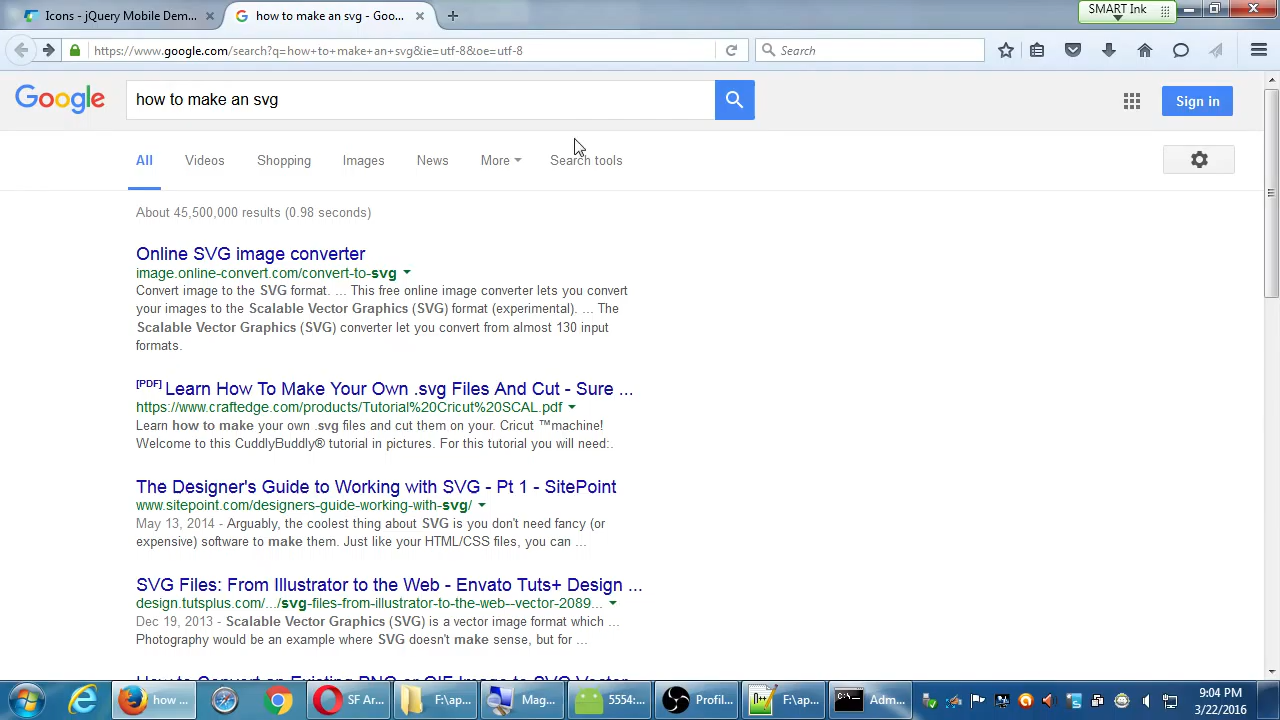 SMART Ink
Icons - jQuery Mobile Dem...
how to make an svg - Goo...
https://www.google.com/search?q=how+to+make+an+svg&ie=utf-8&oe=utf-8
Search
Google
how to make an svg
Sign in
All
Videos
Shopping
Images
News
More
Search tools
About 45,500,000 results (0.98 seconds)
Online SVG image converter
image.online-convert.com/convert-to-svg
Convert image to the SVG format. ... This free online image converter lets you convert
your images to the Scalable Vector Graphics (SVG) format (experimental). ... The
Scalable Vector Graphics (SVG) converter let you convert from almost 130 input
formats.
[PDF] Learn How To Make Your Own .svg Files And Cut - Sure ...
https://www.craftedge.com/products/Tutorial%20Cricut%20SCAL.pdf
Learn how to make your own .svg files and cut them on your. Cricut ™machine!
Welcome to this CuddlyBuddly® tutorial in pictures. For this tutorial you will need:.
The Designer's Guide to Working with SVG - Pt 1 - SitePoint
www.sitepoint.com/designers-guide-working-with-svg/
May 13, 2014 - Arguably, the coolest thing about SVG is you don't need fancy (or
expensive) software to make them. Just like your HTML/CSS files, you can ...
SVG Files: From Illustrator to the Web - Envato Tuts+ Design ...
design.tutsplus.com/.../svg-files-from-illustrator-to-the-web--vector-2089...
Dec 19, 2013 - Scalable Vector Graphics (SVG) is a vector image format which ...
Photography would be an example where SVG doesn't make sense, but for ...
How to Convert an Existing PNG or GIF Image to SVG Vector
how ...
SF Ar...
F:\ap...
Mag...
5554:...
Profil...
F:\ap...
Adm...
9:04 PM
3/22/2016